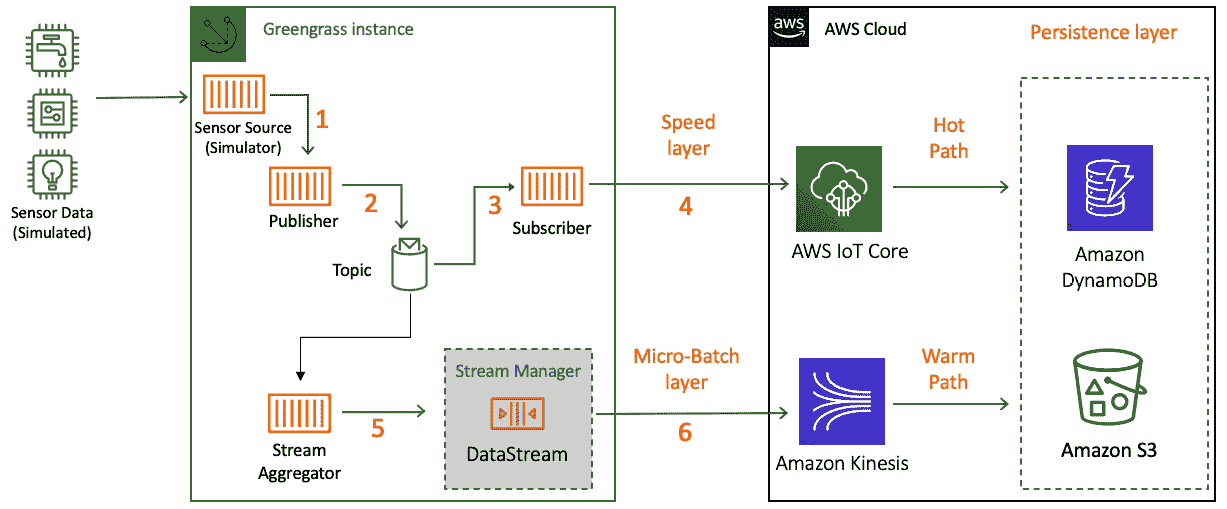 Greengrass instance
aws
AWS Cloud
Persistence layer
Sensor Source
(Simulator)
1
Sensor Data
(Simulated)
Publisher
2
Topic
3
Subscriber
Speed
layer
4
Hot
Path
AWS IoT Core
Amazon
DynamoDB
Stream
Aggregator
5
Stream Manager
DataStream
Micro-Batch
layer
6
Warm
Path
Amazon Kinesis
Amazon S3